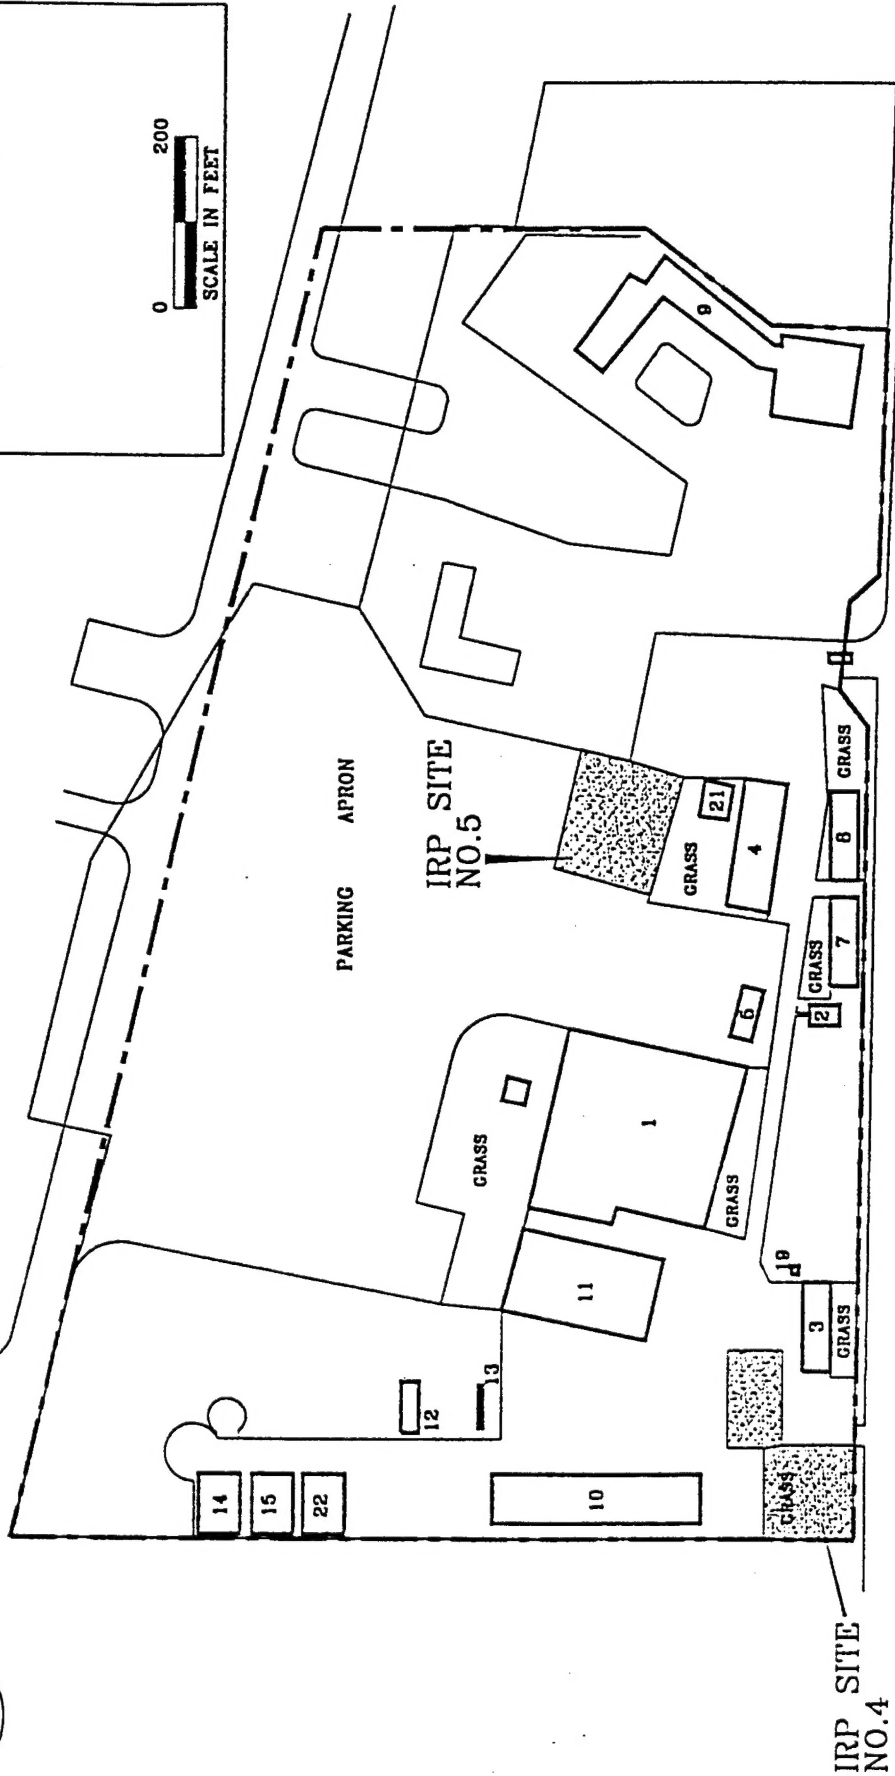 0 200
SCALE IN FEET
14
15
22
PARKING APRON
12
IRP SITE
NO.5
GRASS
13
11
10
1
GRASS
9
21
GRASS
6
4
GRASS
19
3
GRASS
2
GRASS
7
8
GRASS
IRP SITE
NO.4